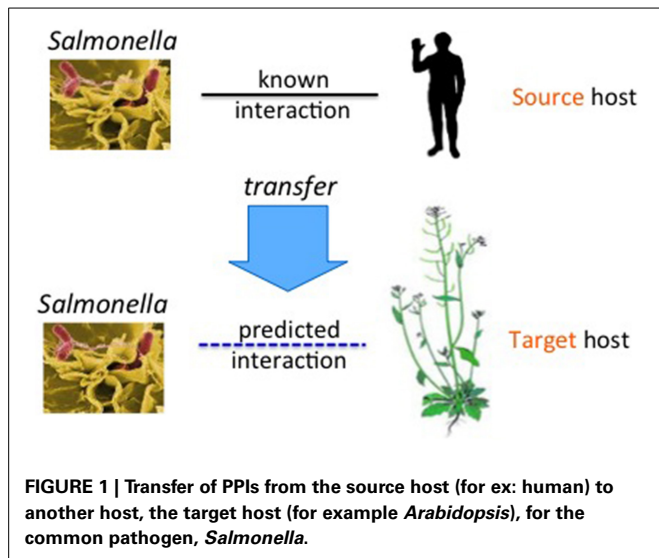 Salmonella
known
interaction
Source host
transfer
Salmonella
predicted
interaction
Target host
FIGURE 1 | Transfer of PPIs from the source host (for ex: human) to
another host, the target host (for example Arabidopsis), for the
common pathogen, Salmonella.